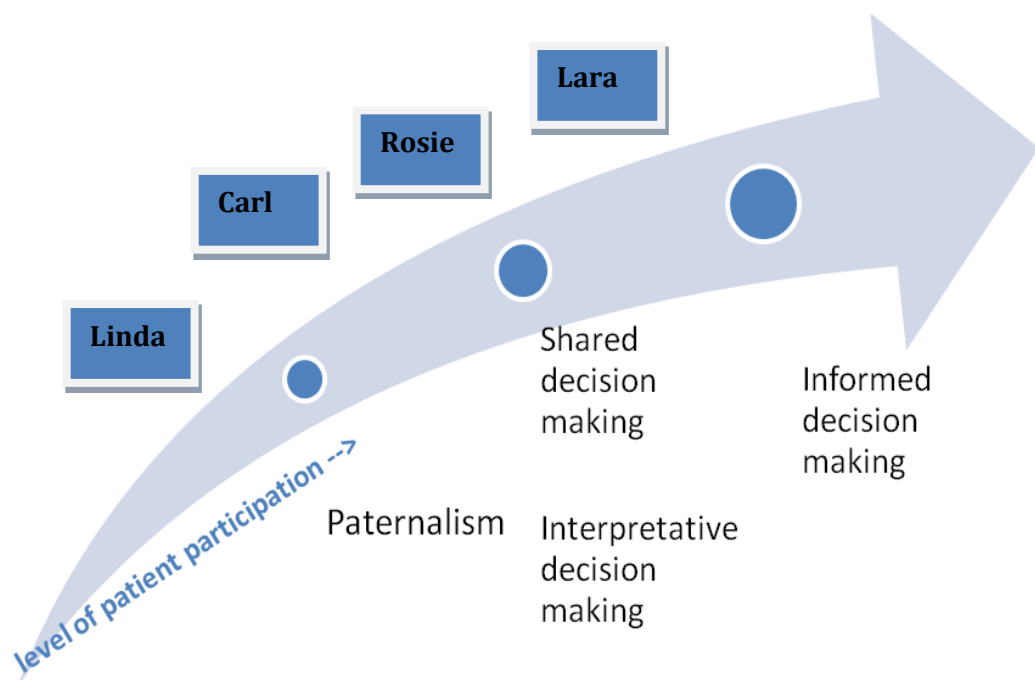 Lara
Rosie
Carl
Linda
Shared
decision
making
Informed
decision
making
level of patient participation -->
Paternalism
Interpretative
decision
making